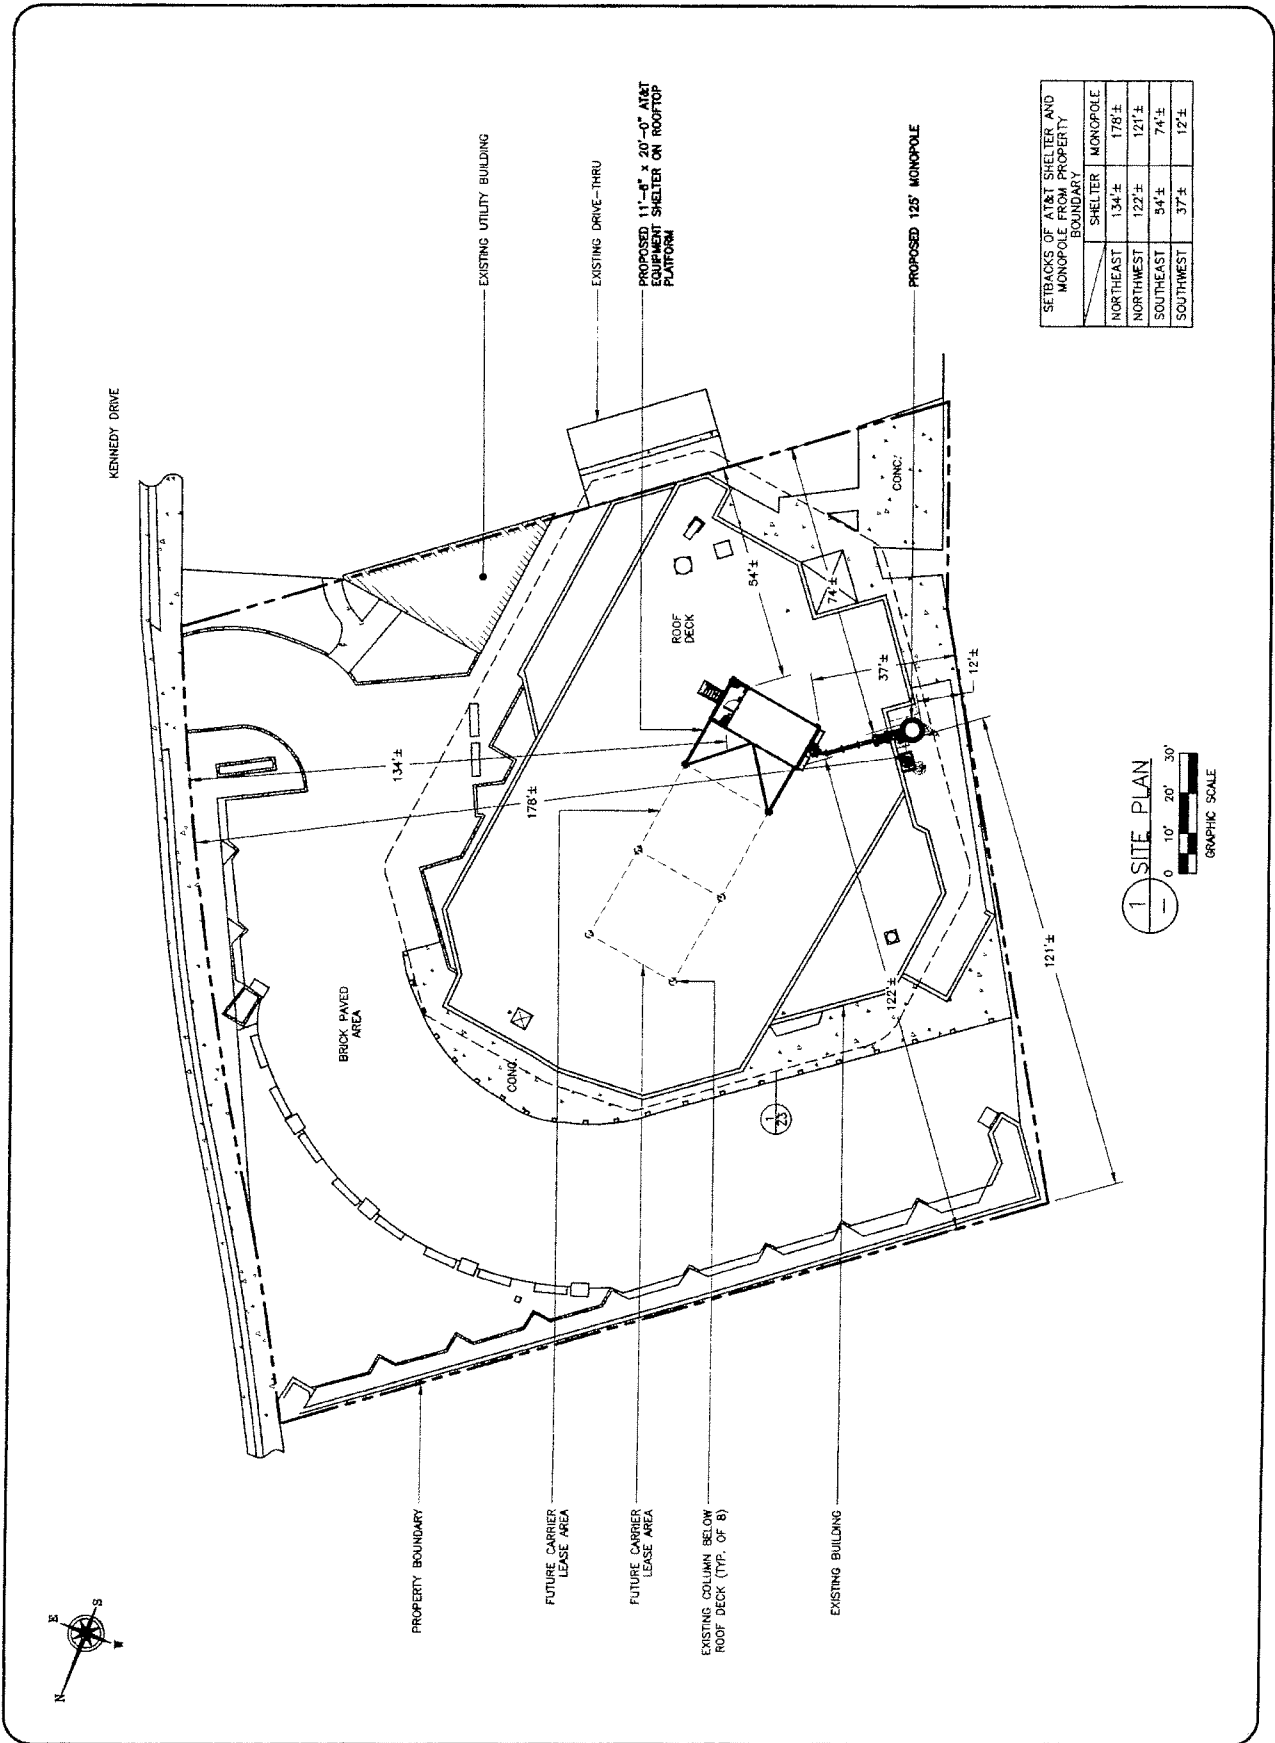 KENNEDY DRIVE
EXISTING UTILITY BUILDING
EXISTING DRIVE-THRU
PROPOSED 11'-6" x 20'-0" AT&T
EQUIPMENT SHELTER ON ROOFTOP
PLATFORM
PROPOSED 125' MONOPOLE
BRICK PAVED
AREA
CONC.
CONC.
ROOF
DECK
134'±
178'±
54'±
74'±
37'±
12'±
122'±
121'±
1
23
PROPERTY BOUNDARY
FUTURE CARRIER
LEASE AREA
FUTURE CARRIER
LEASE AREA
EXISTING COLUMN BELOW
ROOF DECK (TYP. OF 8)
EXISTING BUILDING
N
E
S
W
1
SITE PLAN
0 10' 20' 30'
GRAPHIC SCALE
SETBACKS OF AT&T SHELTER AND
MONOPOLE FROM PROPERTY
BOUNDARY
SHELTER MONOPOLE
NORTHEAST 134'± 178'±
NORTHWEST 122'± 121'±
SOUTHEAST 54'± 74'±
SOUTHWEST 37'± 12'±